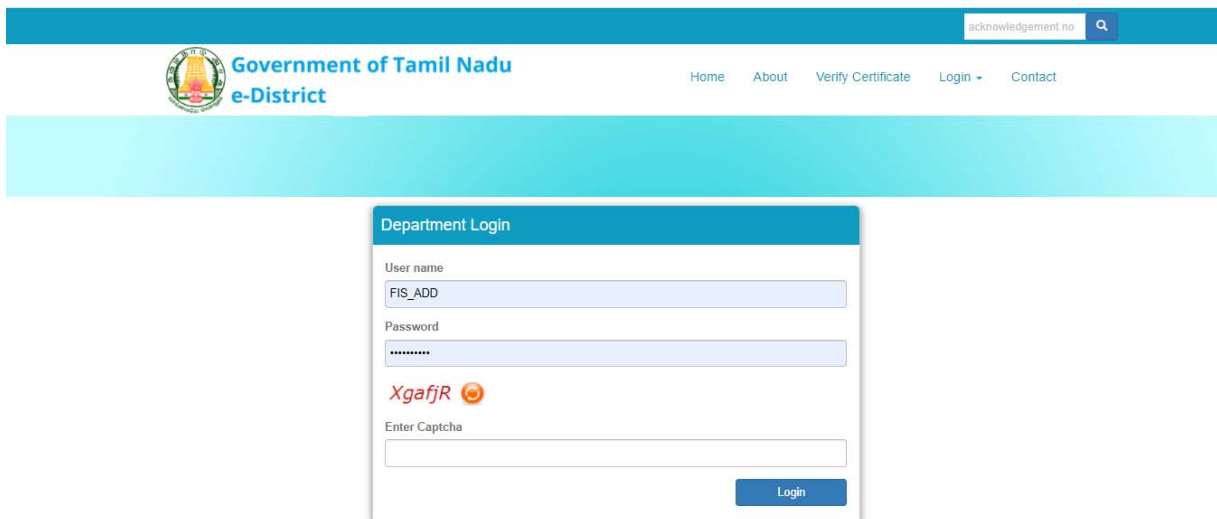 acknowledgement no
Government of Tamil Nadu
e-District
Home About Verify Certificate Login Contact
Department Login
User name
FIS_ADD
Password
••••••••••
XgafjR
Enter Captcha
Login